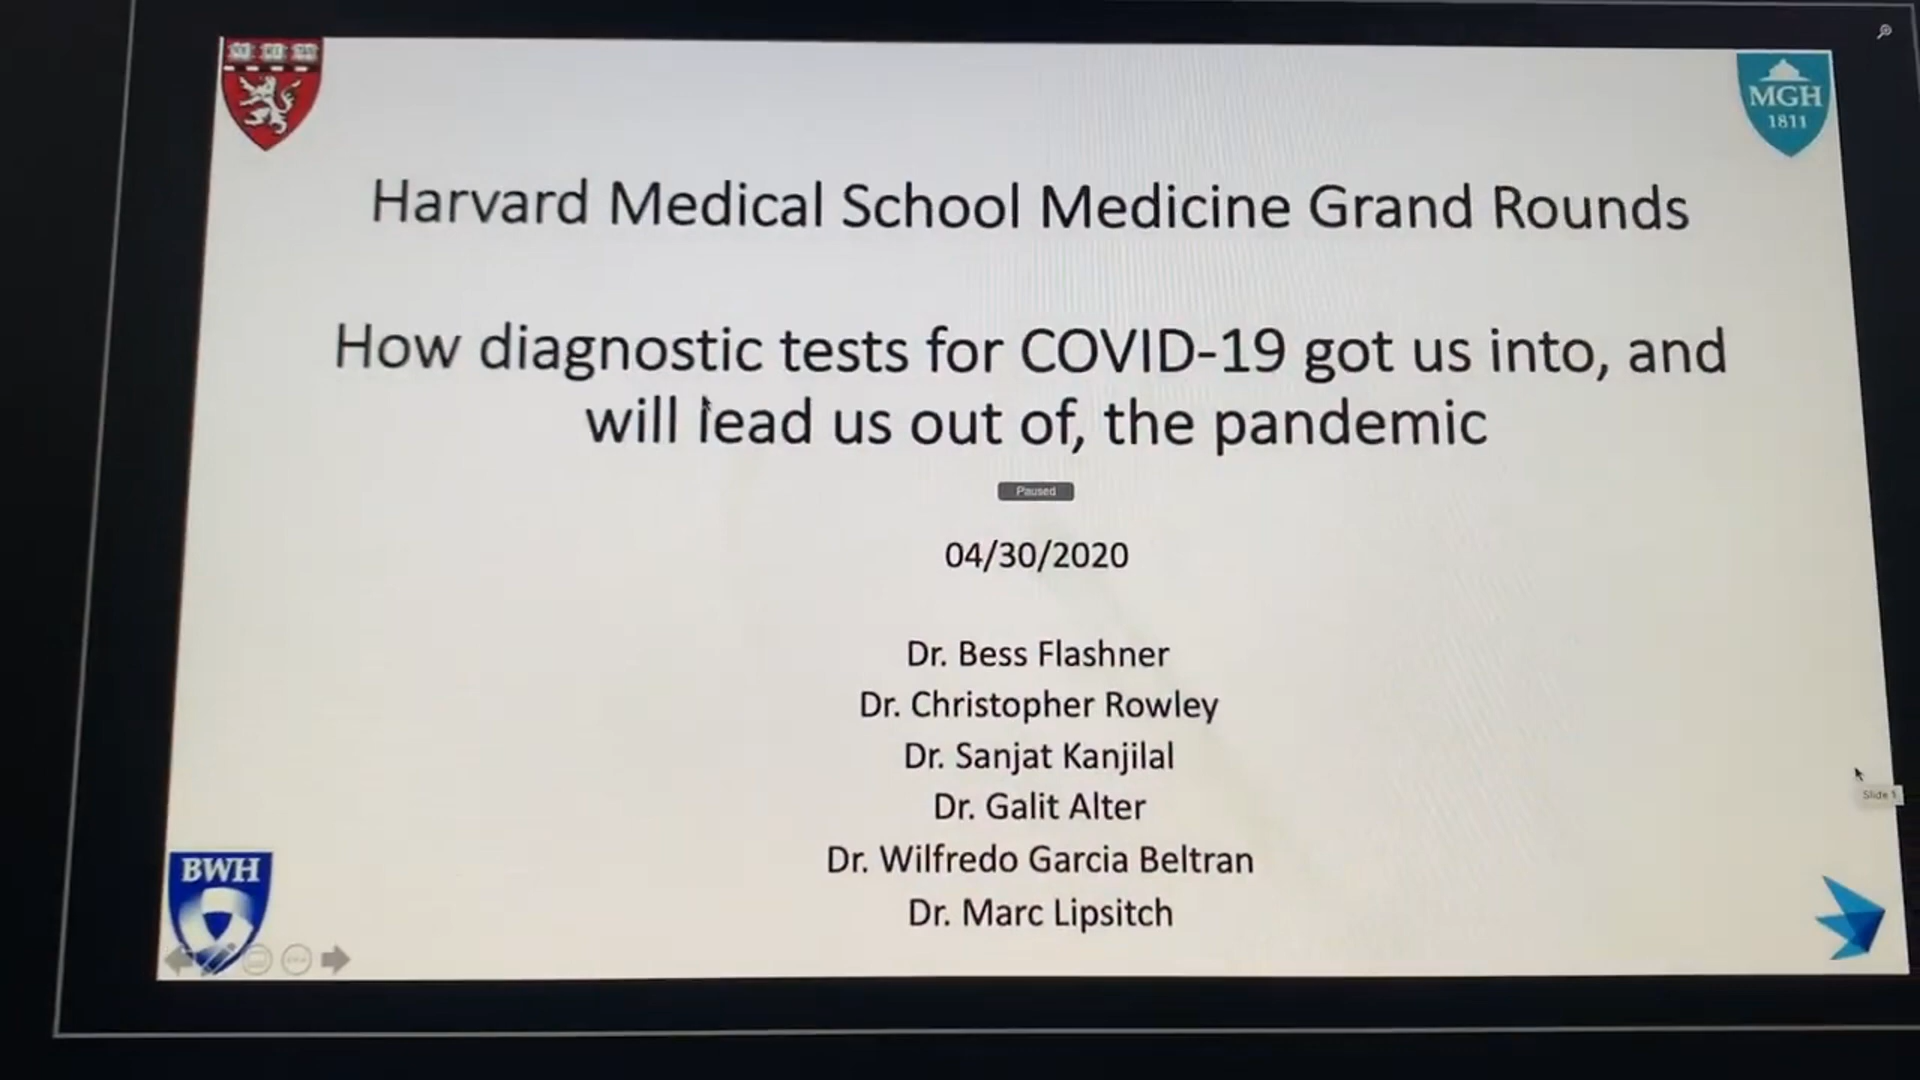 MGH
1811
Harvard Medical School Medicine Grand Rounds
How diagnostic tests for COVID-19 got us into, and
will lead us out of, the pandemic
Paused
04/30/2020
Dr. Bess Flashner
Dr. Christopher Rowley
Dr. Sanjat Kanjilal
Dr. Galit Alter
Dr. Wilfredo Garcia Beltran
Dr. Marc Lipsitch
Slide 1
BWH